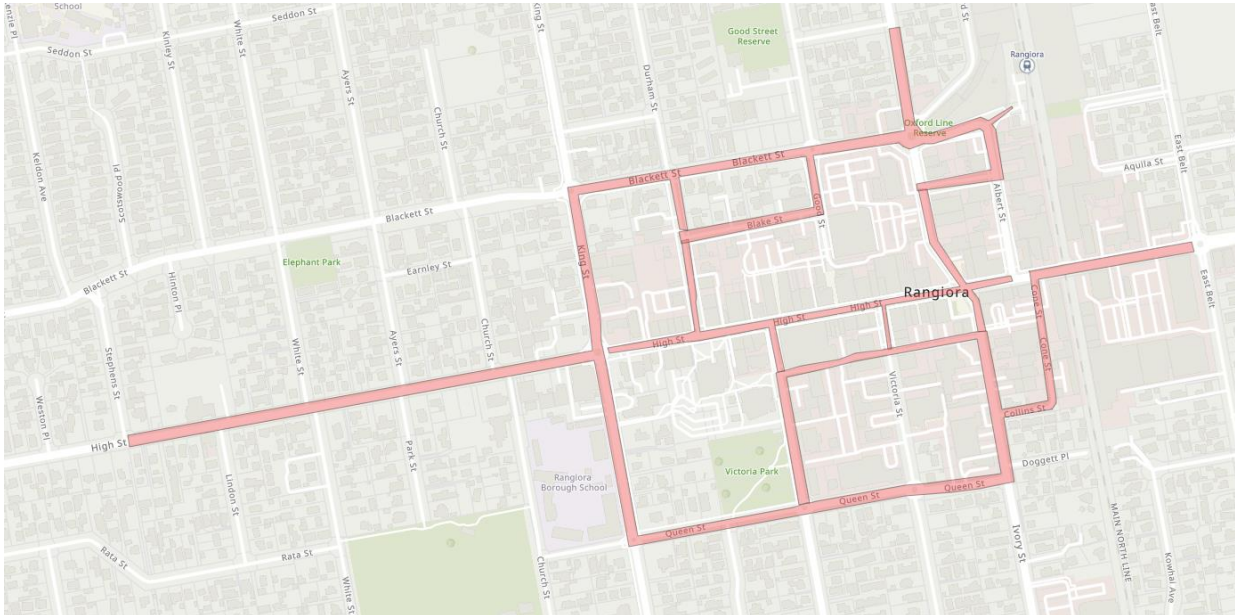 School
Seddon St
Seddon St
Kinley St
White St
King St
Good Street
Reserve
Rangiora
Ayers St
Church St
Durham St
East Belt
Oxford Line
Reserve
Keldon Ave
Scotswood Pl
Blackett St
Blackett St
Aquila St
East Belt
Blackett St
Albert St
Good St
Blake St
Elephant Park
Earnley St
King St
Blackett St
Hinton Pl
East Belt
Rangiora
High St
High St
High St
Cone St
Cone St
Church St
Ayers St
White St
Stephens St
Weston Pl
High St
Victoria St
Collins St
Park St
Lindon St
Victoria Park
Doggett Pl
Rangiora
Borough School
Queen St
Queen St
Queen St
Rata St
Rata St
White St
Church St
Ivory St
MAIN NORTH LINE
Kowhai Ave